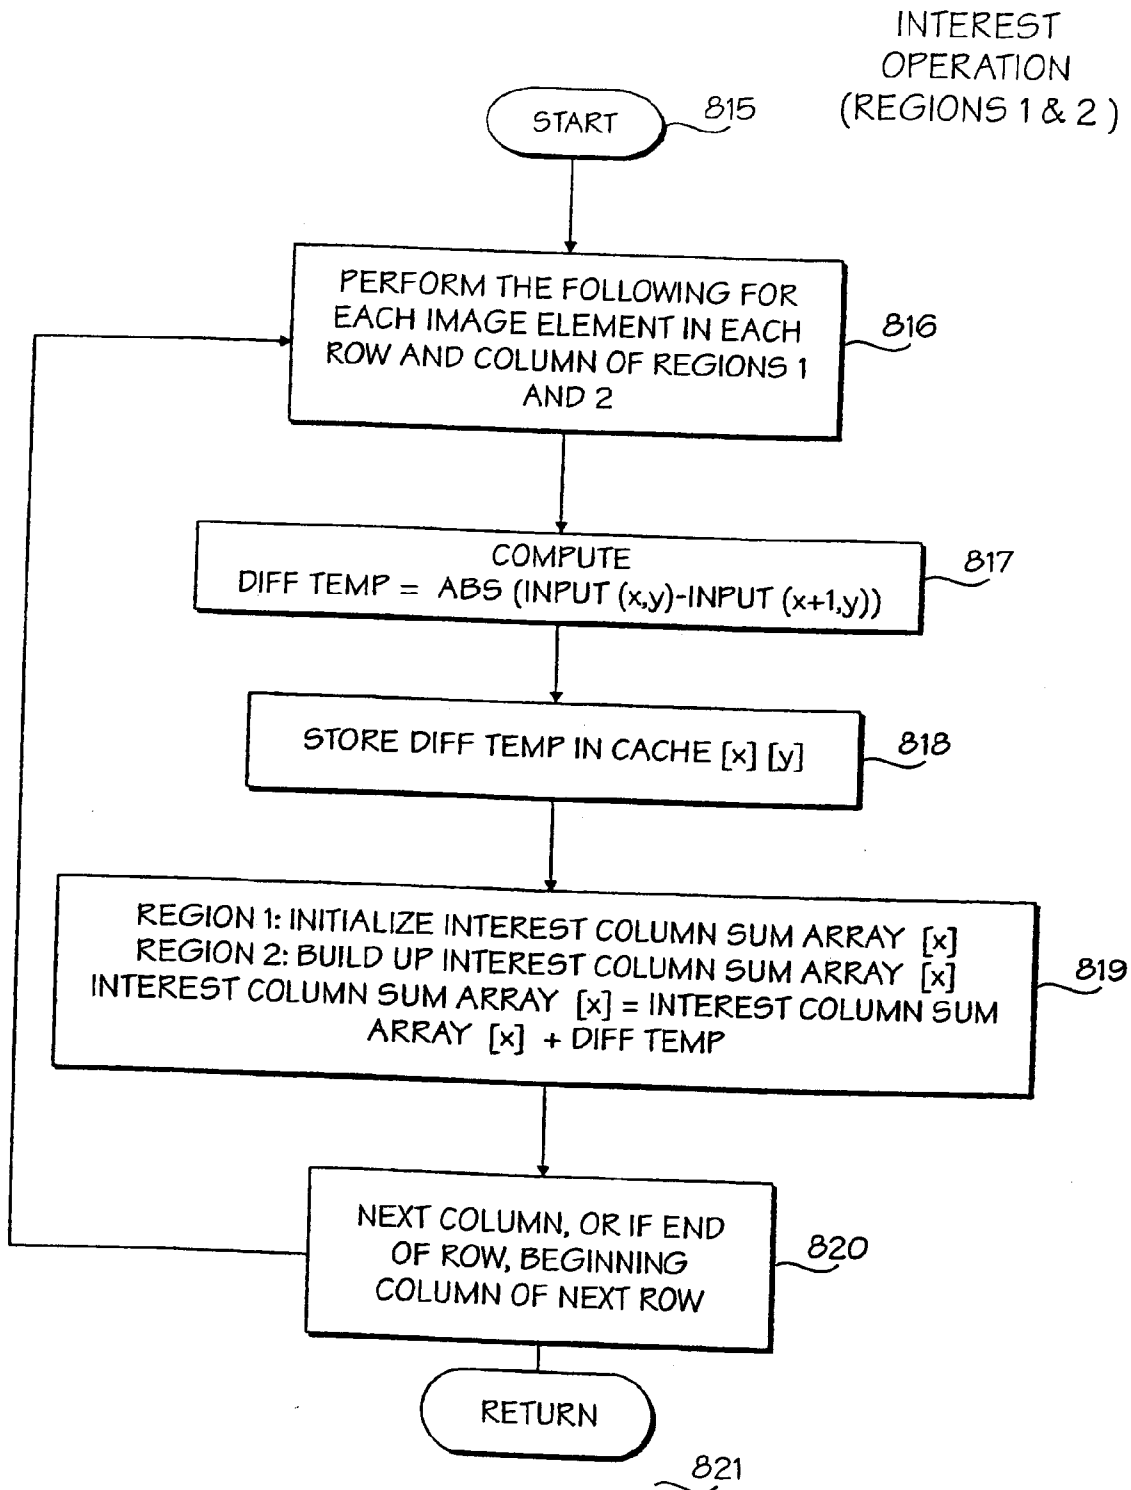 INTEREST
OPERATION
(REGIONS 1 & 2)
START
815
PERFORM THE FOLLOWING FOR
EACH IMAGE ELEMENT IN EACH
ROW AND COLUMN OF REGIONS 1
AND 2
816
COMPUTE
DIFF TEMP = ABS (INPUT (x,y)-INPUT (x+1,y))
817
STORE DIFF TEMP IN CACHE [x] [y]
818
REGION 1: INITIALIZE INTEREST COLUMN SUM ARRAY [x]
REGION 2: BUILD UP INTEREST COLUMN SUM ARRAY [x]
INTEREST COLUMN SUM ARRAY [x] = INTEREST COLUMN SUM
ARRAY [x] + DIFF TEMP
819
NEXT COLUMN, OR IF END
OF ROW, BEGINNING
COLUMN OF NEXT ROW
820
RETURN
821